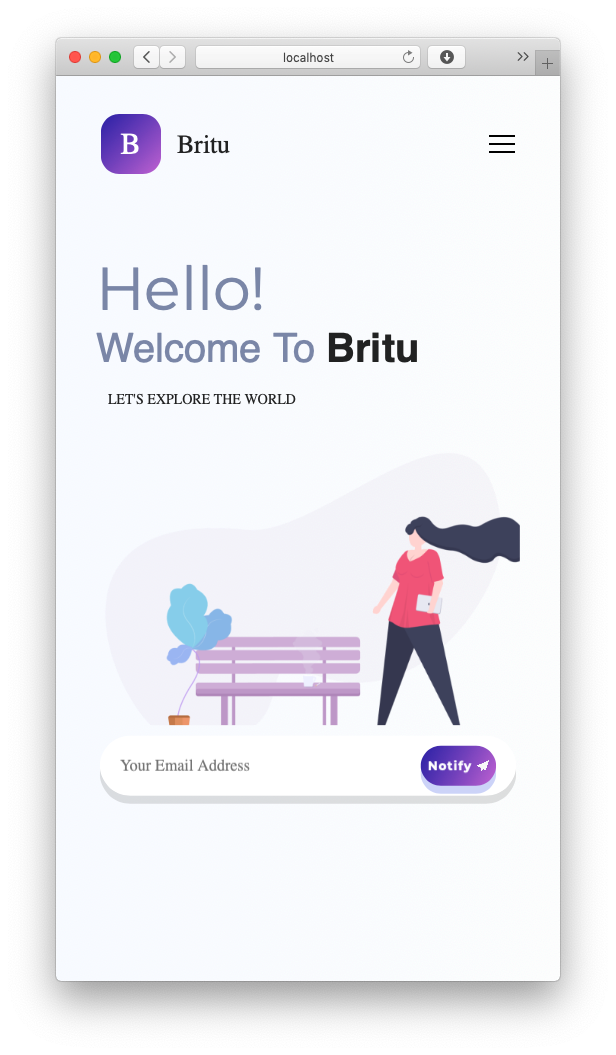 localhost
B Britu
Hello!
Welcome To Britu
LET'S EXPLORE THE WORLD
Your Email Address
Notify